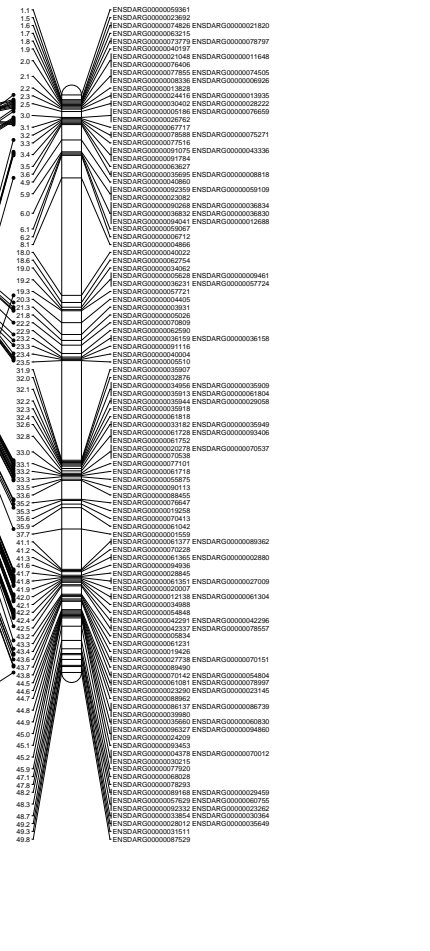 1.1 ENSDARG00000059361
1.5 ENSDARG00000023692
1.6 ENSDARG00000074826 ENSDARG00000021820
1.7 ENSDARG00000063215
1.8 ENSDARG00000073779 ENSDARG00000078797
1.9 ENSDARG00000040197
2.0 ENSDARG00000021048 ENSDARG00000011648
ENSDARG00000076406
2.1 ENSDARG00000077855 ENSDARG00000074505
ENSDARG00000008336 ENSDARG00000006926
2.2 ENSDARG00000013828
2.3 ENSDARG00000024416 ENSDARG00000013935
2.5 ENSDARG00000030402 ENSDARG00000028222
3.0 ENSDARG00000005186 ENSDARG00000076659
ENSDARG00000026762
3.1 ENSDARG00000067717
3.2 ENSDARG00000078588 ENSDARG00000075271
3.3 ENSDARG00000077516
3.4 ENSDARG00000091075 ENSDARG00000043336
ENSDARG00000091784
3.5 ENSDARG00000063627
3.6 ENSDARG00000035695 ENSDARG00000008818
4.9 ENSDARG00000040860
5.9 ENSDARG00000092359 ENSDARG00000059109
ENSDARG00000023082
6.0 ENSDARG00000090268 ENSDARG00000036834
ENSDARG00000036832 ENSDARG00000036830
ENSDARG00000094041 ENSDARG00000012688
6.1 ENSDARG00000059067
6.2 ENSDARG00000006712
8.1 ENSDARG00000004866
18.0 ENSDARG00000040022
18.6 ENSDARG00000062754
19.0 ENSDARG00000034062
19.2 ENSDARG00000005628 ENSDARG00000009461
ENSDARG00000036231 ENSDARG00000057724
19.3 ENSDARG00000057721
20.3 ENSDARG00000004405
21.3 ENSDARG00000003931
21.8 ENSDARG00000005026
22.2 ENSDARG00000070809
22.9 ENSDARG00000062590
23.2 ENSDARG00000036159 ENSDARG00000036158
ENSDARG00000091116
23.4 ENSDARG00000040004
23.5 ENSDARG00000005510
31.9 ENSDARG00000035907
32.0 ENSDARG00000032876
32.1 ENSDARG00000034956 ENSDARG00000035909
ENSDARG00000035913 ENSDARG00000061804
32.2 ENSDARG00000035944 ENSDARG00000029058
32.3 ENSDARG00000035918
32.4 ENSDARG00000061818
32.6 ENSDARG00000033182 ENSDARG00000035949
32.8 ENSDARG00000061728 ENSDARG00000093406
ENSDARG00000061752
33.0 ENSDARG00000020278 ENSDARG00000070537
ENSDARG00000070538
33.1 ENSDARG00000077101
33.2 ENSDARG00000061718
33.3 ENSDARG00000055875
33.5 ENSDARG00000090113
33.6 ENSDARG00000088455
35.2 ENSDARG00000076647
35.3 ENSDARG00000019258
35.6 ENSDARG00000070413
35.9 ENSDARG00000061042
37.7 ENSDARG00000001559
41.1 ENSDARG00000061377 ENSDARG00000089362
41.2 ENSDARG00000070228
41.3 ENSDARG00000061365 ENSDARG00000002880
41.6 ENSDARG00000094936
41.7 ENSDARG00000028845
41.8 ENSDARG00000061351 ENSDARG00000027009
41.9 ENSDARG00000020007
42.0 ENSDARG00000012138 ENSDARG00000061304
42.1 ENSDARG00000034988
42.2 ENSDARG00000054848
42.4 ENSDARG00000042291 ENSDARG00000042296
42.5 ENSDARG00000042337 ENSDARG00000078557
43.2 ENSDARG00000005834
43.3 ENSDARG00000061231
43.4 ENSDARG00000019426
43.6 ENSDARG00000027738 ENSDARG00000070151
43.7 ENSDARG00000089490
43.8 ENSDARG00000070142 ENSDARG00000054804
44.5 ENSDARG00000061081 ENSDARG00000078997
44.6 ENSDARG00000023290 ENSDARG00000023145
44.7 ENSDARG00000088962
44.8 ENSDARG00000086137 ENSDARG00000086739
ENSDARG00000039980
44.9 ENSDARG00000035660 ENSDARG00000060830
ENSDARG00000096327 ENSDARG00000094860
45.0 ENSDARG00000024209
45.1 ENSDARG00000093453
45.2 ENSDARG00000004378 ENSDARG00000070012
ENSDARG00000030215
45.9 ENSDARG00000077920
47.1 ENSDARG00000068028
47.8 ENSDARG00000078293
48.2 ENSDARG00000089168 ENSDARG00000029459
48.3 ENSDARG00000057629 ENSDARG00000060755
ENSDARG00000092332 ENSDARG00000023262
48.7 ENSDARG00000033854 ENSDARG00000030364
49.2 ENSDARG00000028012 ENSDARG00000035649
49.3 ENSDARG00000031511
49.8 ENSDARG00000087529